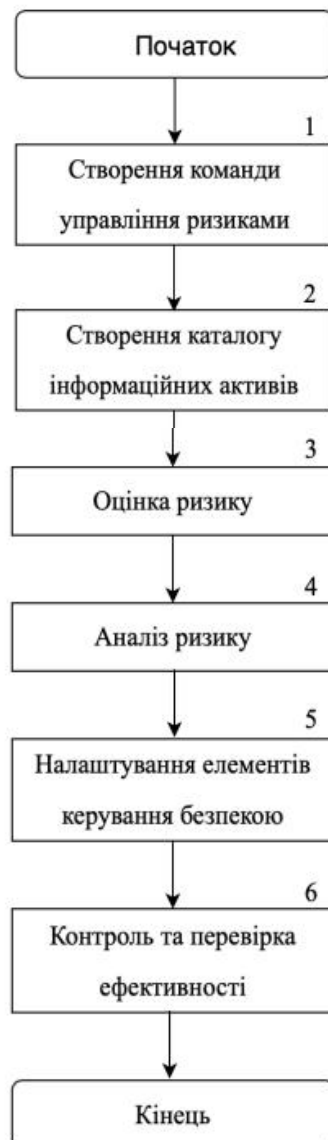 Початок
1
Створення команди
управління ризиками
2
Створення каталогу
інформаційних активів
3
Оцінка ризику
4
Аналіз ризику
5
Налаштування елементів
керування безпекою
6
Контроль та перевірка
ефективності
Кінець